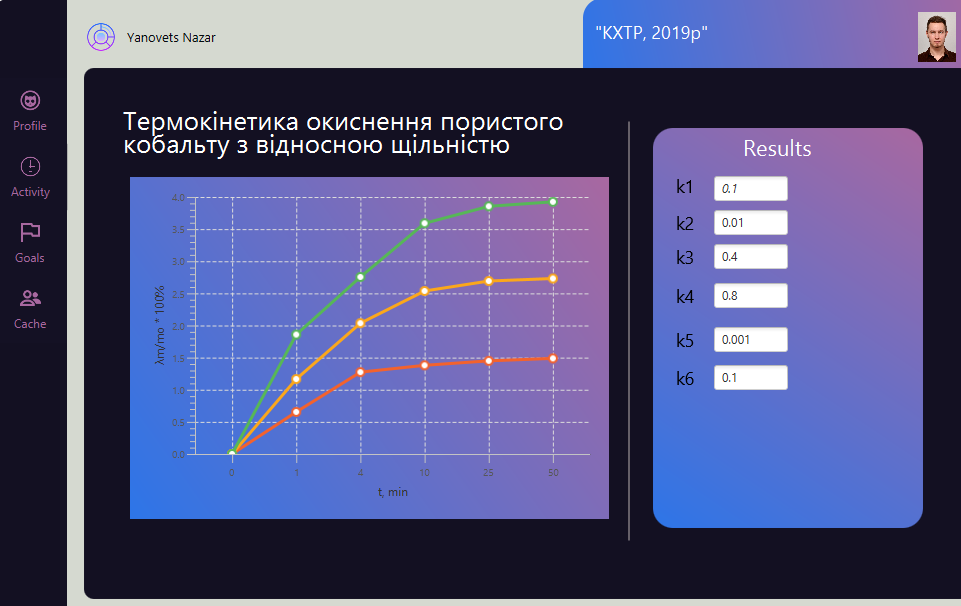 Yanovets Nazar
"КХТР, 2019р"
Profile
Activity
Goals
Cache
Термокінетика окиснення пористого
кобальту з відносною щільністю
4.0
3.5
3.0
2.5
2.0
1.5
1.0
0.5
0.0
λm/mo * 100%
0 1 4 10 25 50
t, min
Results
k1 0.1
k2 0.01
k3 0.4
k4 0.8
k5 0.001
k6 0.1